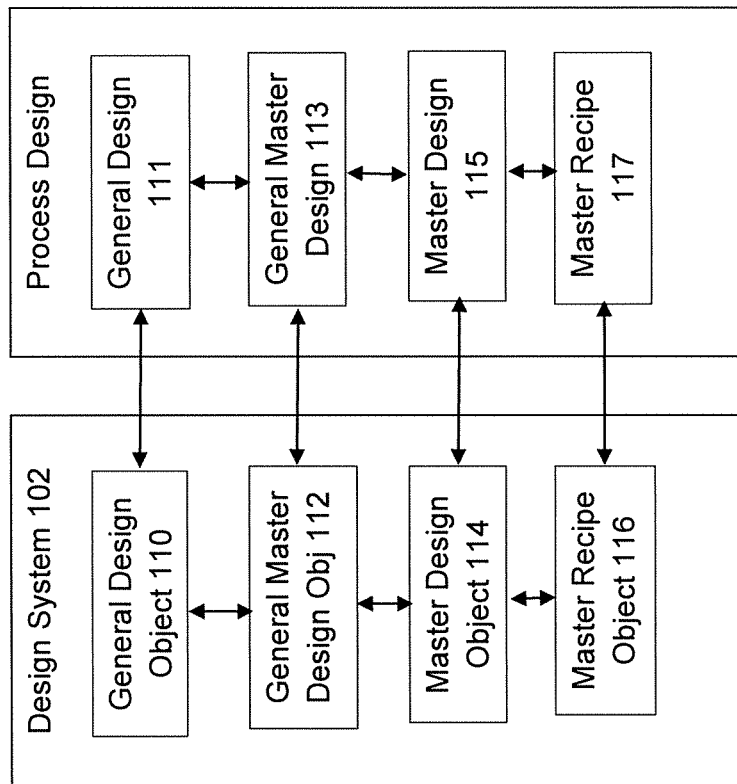 Design System 102
General Design
Object 110
General Master
Design Obj 112
Master Design
Object 114
Master Recipe
Object 116
Process Design
General Design
111
General Master
Design 113
Master Design
115
Master Recipe
117